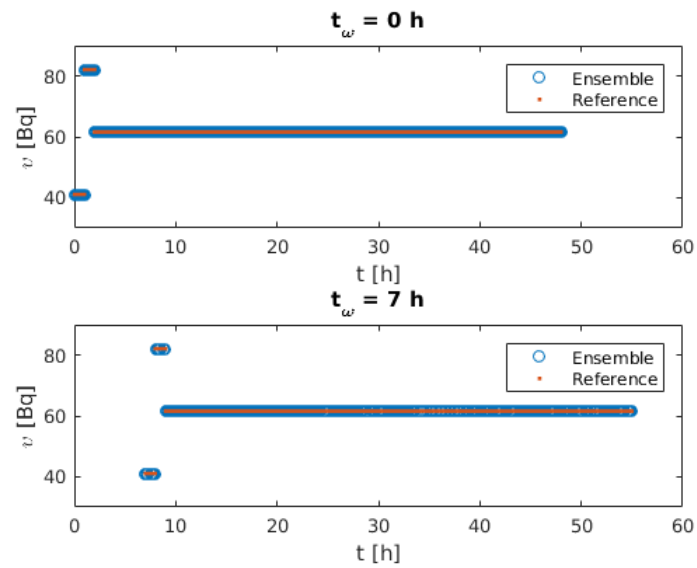 t_ω = 0 h
80
60
40
v [Bq]
Ensemble
Reference
0 10 20 30 40 50 60
t [h]
t_ω = 7 h
80
60
40
v [Bq]
Ensemble
Reference
0 10 20 30 40 50 60
t [h]